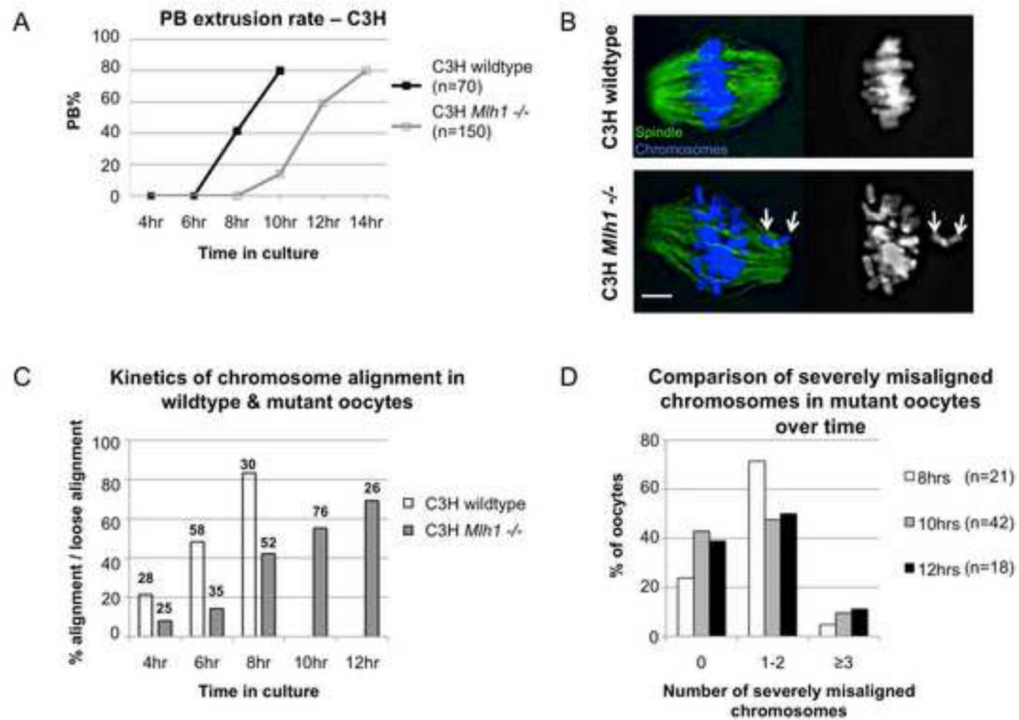 A
PB extrusion rate – C3H
100
80
60
40
20
0
PB%
4hr 6hr 8hr 10hr 12hr 14hr
Time in culture
C3H wildtype
(n=70)
C3H Mlh1 -/-
(n=150)
B
C3H wildtype
Spindle
Chromosomes
C3H Mlh1 -/-
C
Kinetics of chromosome alignment in
wildtype & mutant oocytes
% alignment / loose alignment
100
80
60
40
20
0
28
25
58
35
30
52
76
26
4hr 6hr 8hr 10hr 12hr
Time in culture
C3H wildtype
C3H Mlh1 -/-
D
Comparison of severely misaligned
chromosomes in mutant oocytes
over time
% of oocytes
80
60
40
20
0
0 1-2 ≥3
Number of severely misaligned
chromosomes
8hrs (n=21)
10hrs (n=42)
12hrs (n=18)